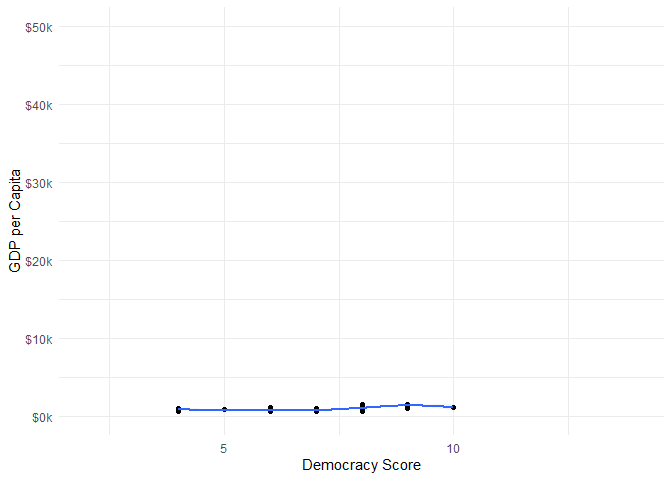 $50k
$40k
$30k
$20k
$10k
$0k
GDP per Capita
5 10
Democracy Score